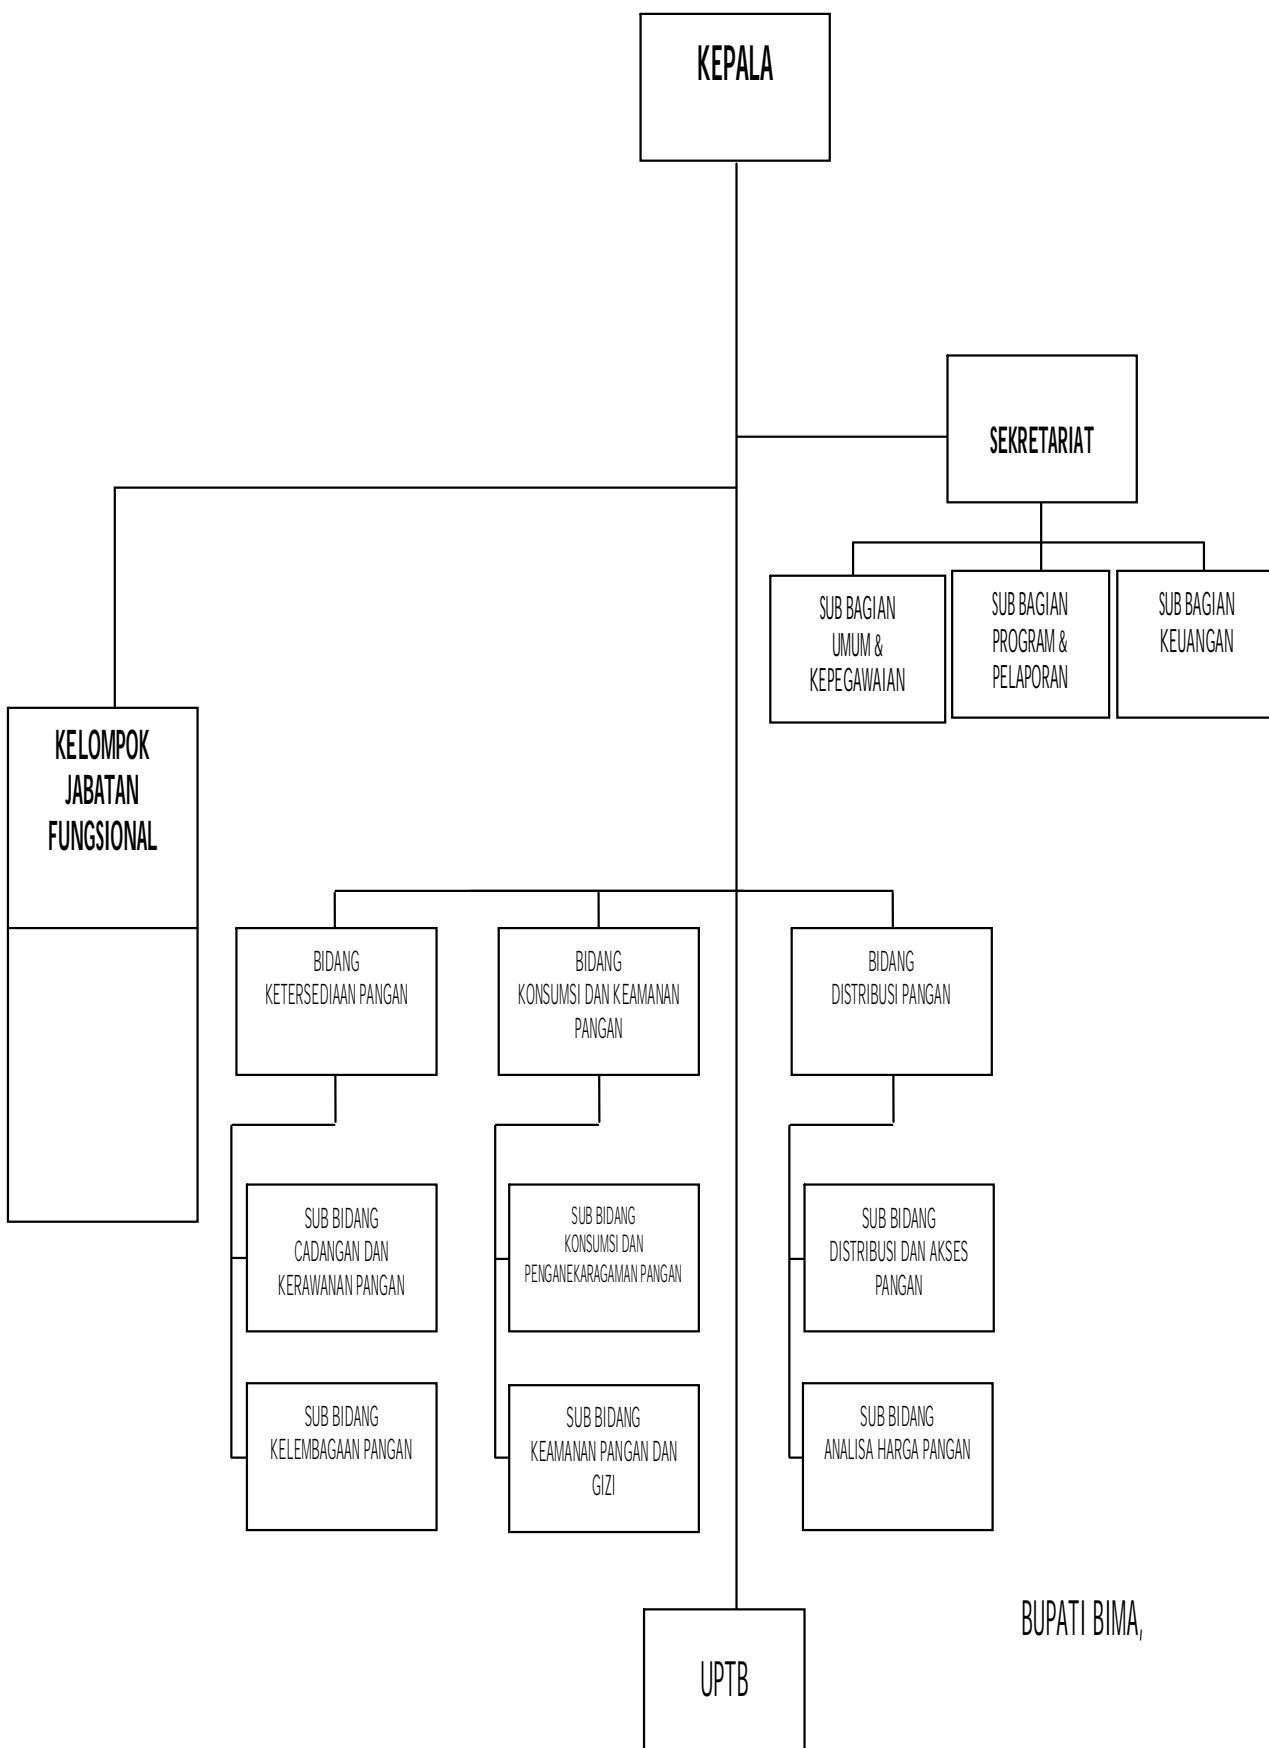 KEPALA
SEKRETARIAT
SUB BAGIAN
UMUM &
KEPEGAWAIAN
SUB BAGIAN
PROGRAM &
PELAPORAN
SUB BAGIAN
KEUANGAN
KELOMPOK
JABATAN
FUNGSIONAL
BIDANG
KETERSEDIAAN PANGAN
BIDANG
KONSUMSI DAN KEAMANAN
PANGAN
BIDANG
DISTRIBUSI PANGAN
SUB BIDANG
CADANGAN DAN
KERAWANAN PANGAN
SUB BIDANG
KONSUMSI DAN
PENGANEKARAGAMAN PANGAN
SUB BIDANG
DISTRIBUSI DAN AKSES
PANGAN
SUB BIDANG
KELEMBAGAAN PANGAN
SUB BIDANG
KEAMANAN PANGAN DAN
GIZI
SUB BIDANG
ANALISA HARGA PANGAN
BUPATI BIMA,
UPTB